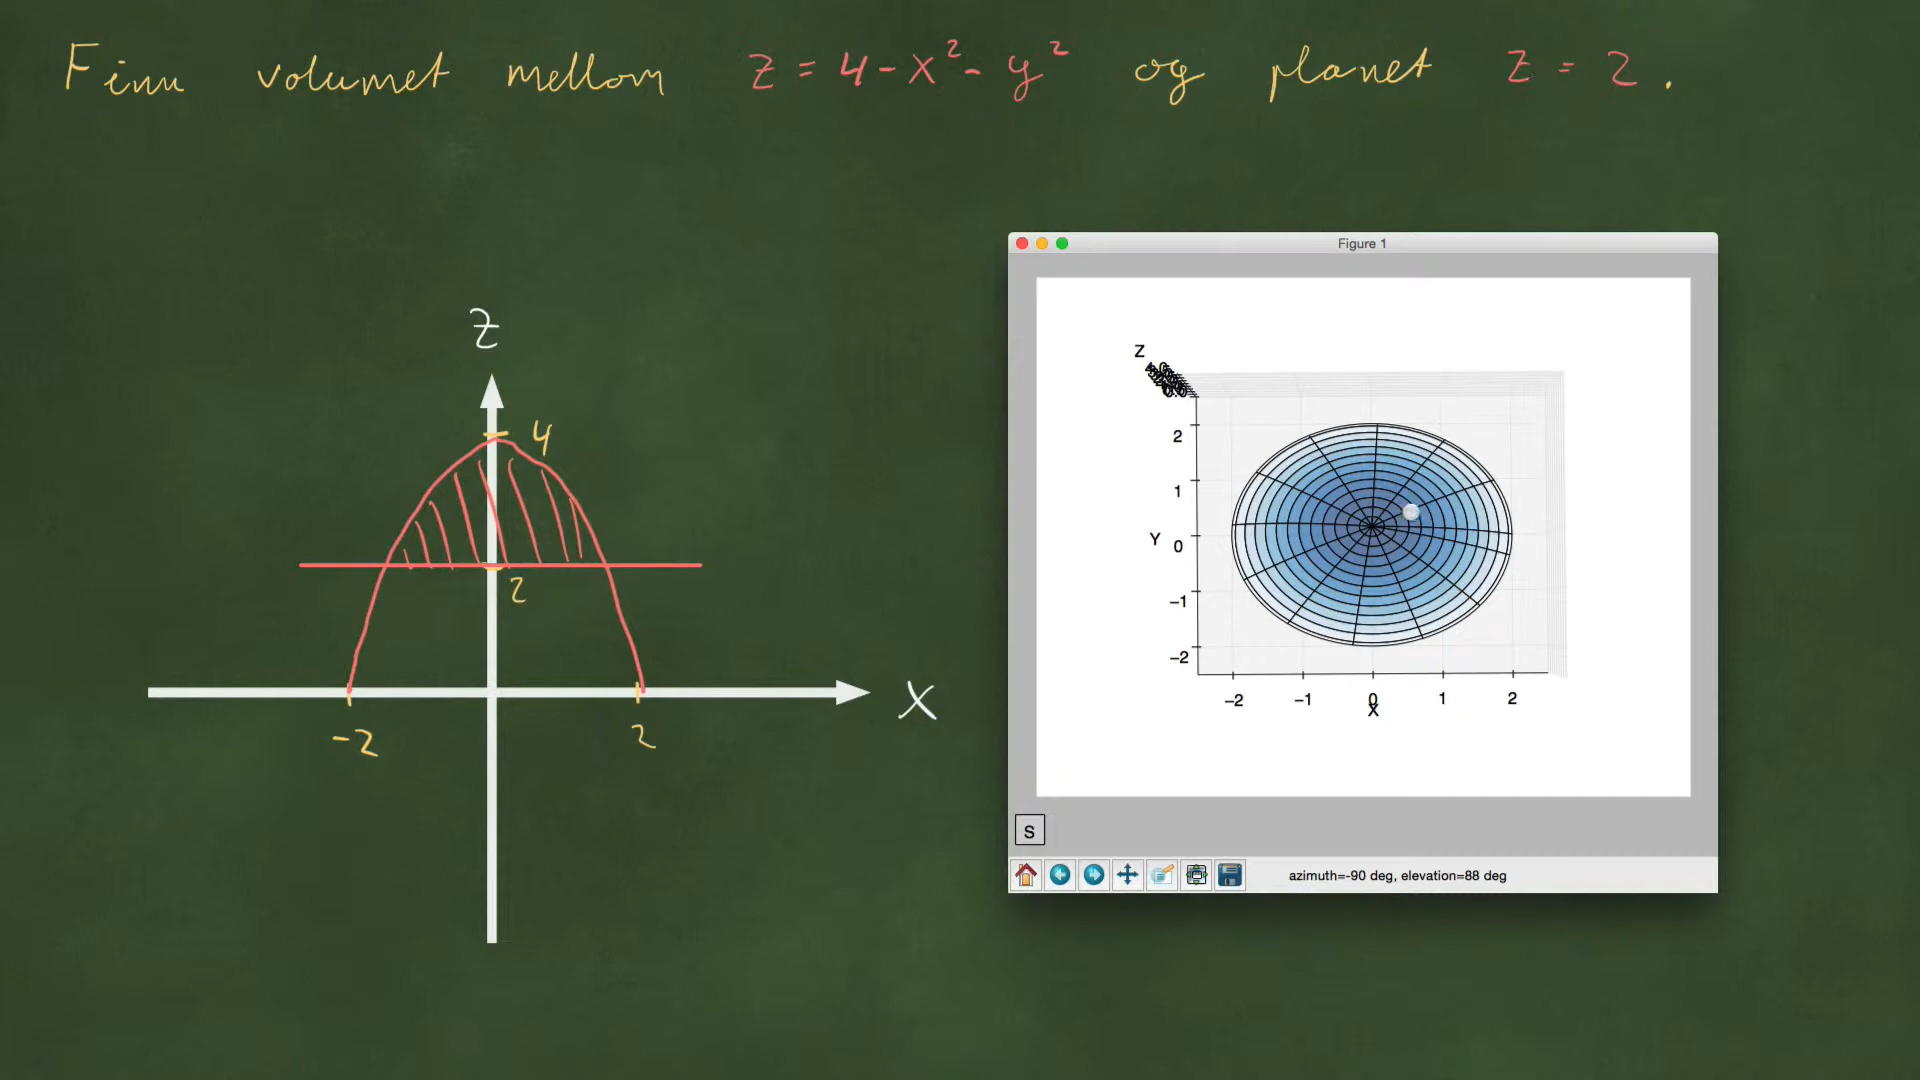 Finn volumet mellom z = 4 - x² - y² og planet z = 2 .
z
4
2
x
-2
2
Figure 1
Z
2
1
Y 0
−1
−2
−2 −1 0 1 2
X
S
azimuth=-90 deg, elevation=88 deg